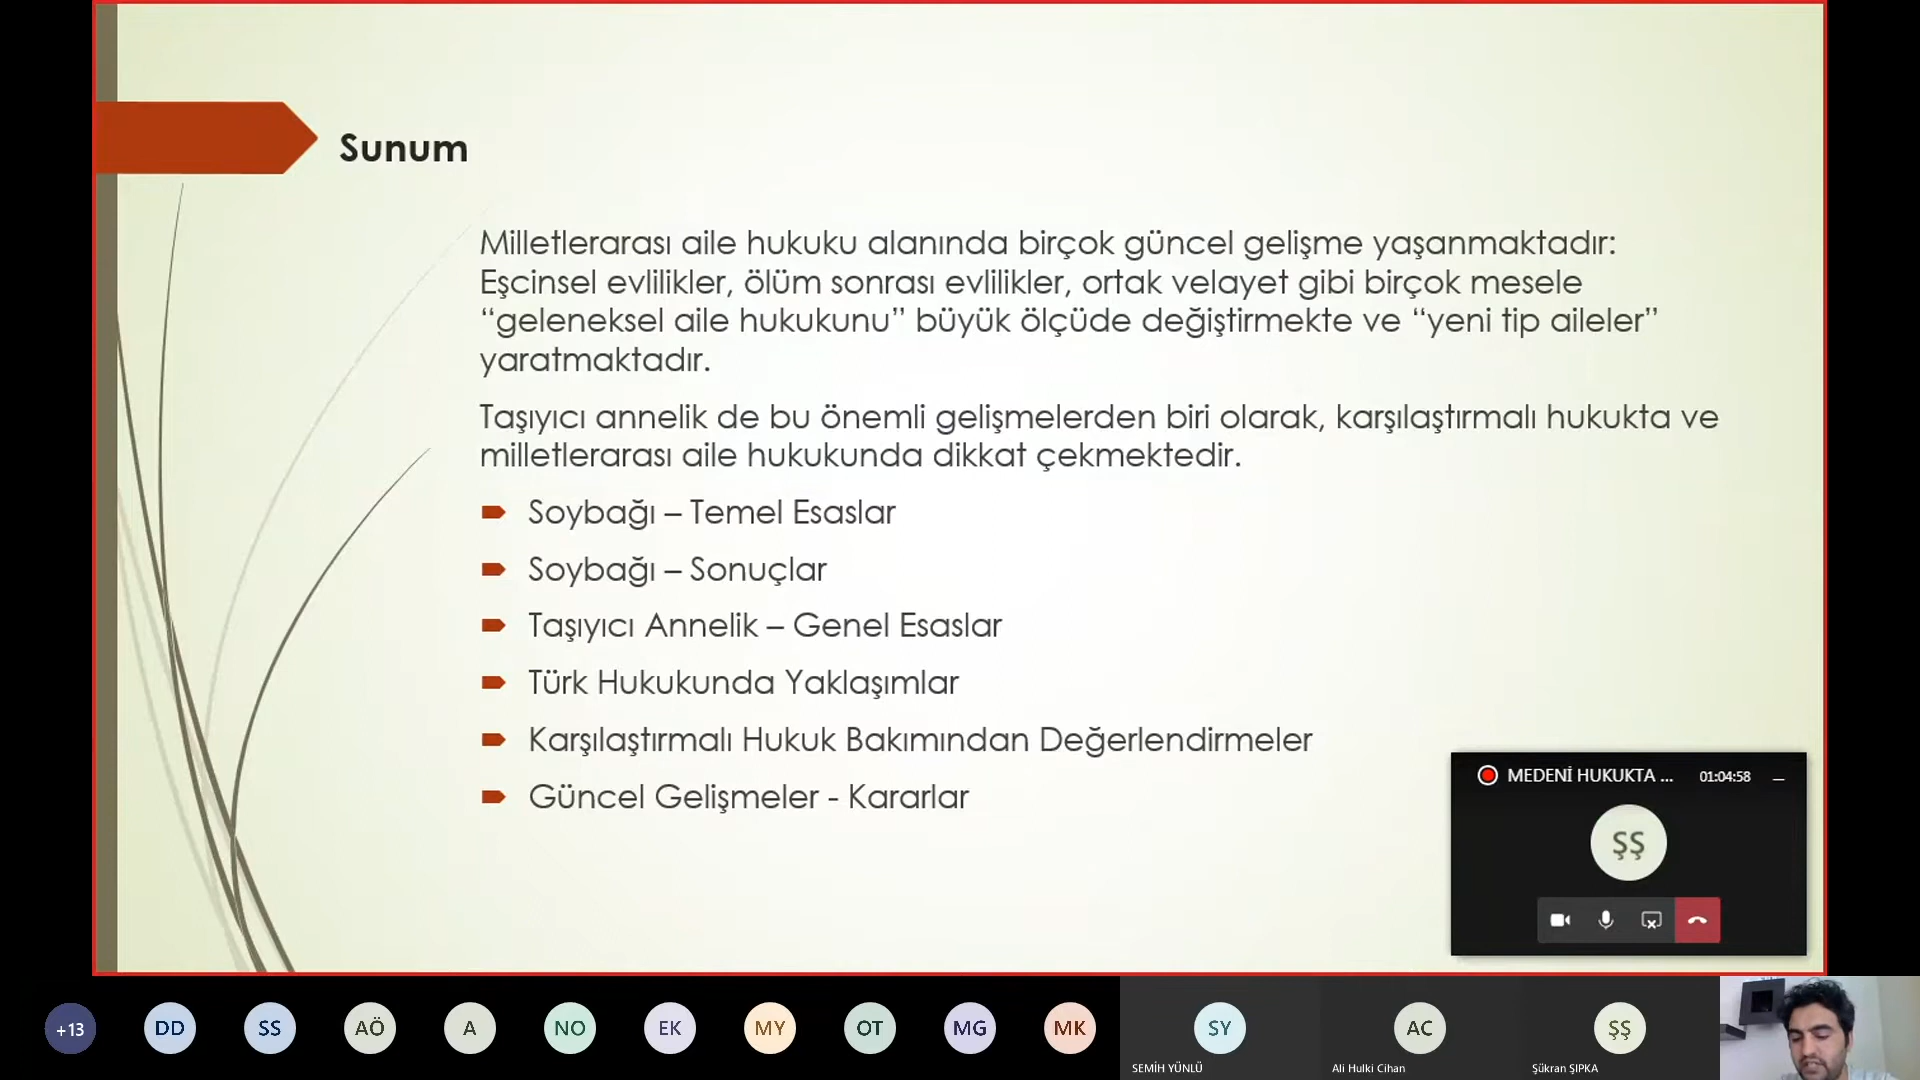 Sunum
Milletlerarası aile hukuku alanında birçok güncel gelişme yaşanmaktadır:
Eşcinsel evlilikler, ölüm sonrası evlilikler, ortak velayet gibi birçok mesele
“geleneksel aile hukukunu” büyük ölçüde değiştirmekte ve “yeni tip aileler”
yaratmaktadır.
Taşıyıcı annelik de bu önemli gelişmelerden biri olarak, karşılaştırmalı hukukta ve
milletlerarası aile hukukunda dikkat çekmektedir.
Soybağı – Temel Esaslar
Soybağı – Sonuçlar
Taşıyıcı Annelik – Genel Esaslar
Türk Hukukunda Yaklaşımlar
Karşılaştırmalı Hukuk Bakımından Değerlendirmeler
Güncel Gelişmeler - Kararlar
MEDENİ HUKUKTA ... 01:04:58
ŞŞ
+13 DD SS AÖ A NO EK MY OT MG MK SY AC ŞŞ
SEMİH YÜNLÜ Ali Hulki Cihan Şükran ŞIPKA